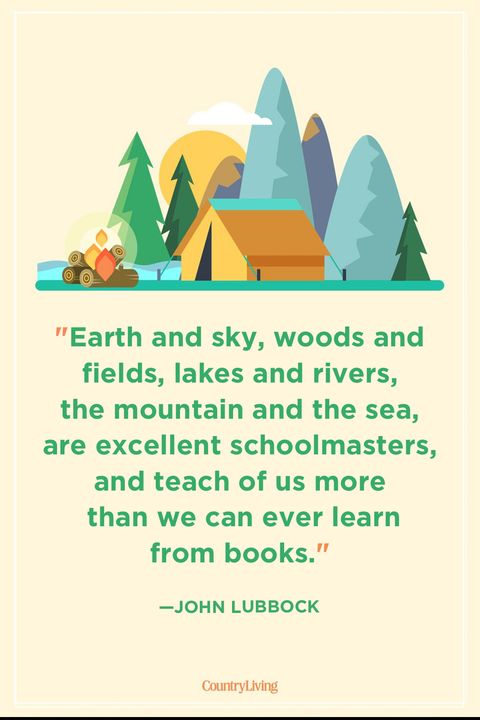 "Earth and sky, woods and
fields, lakes and rivers,
the mountain and the sea,
are excellent schoolmasters,
and teach of us more
than we can ever learn
from books."
—JOHN LUBBOCK
CountryLiving